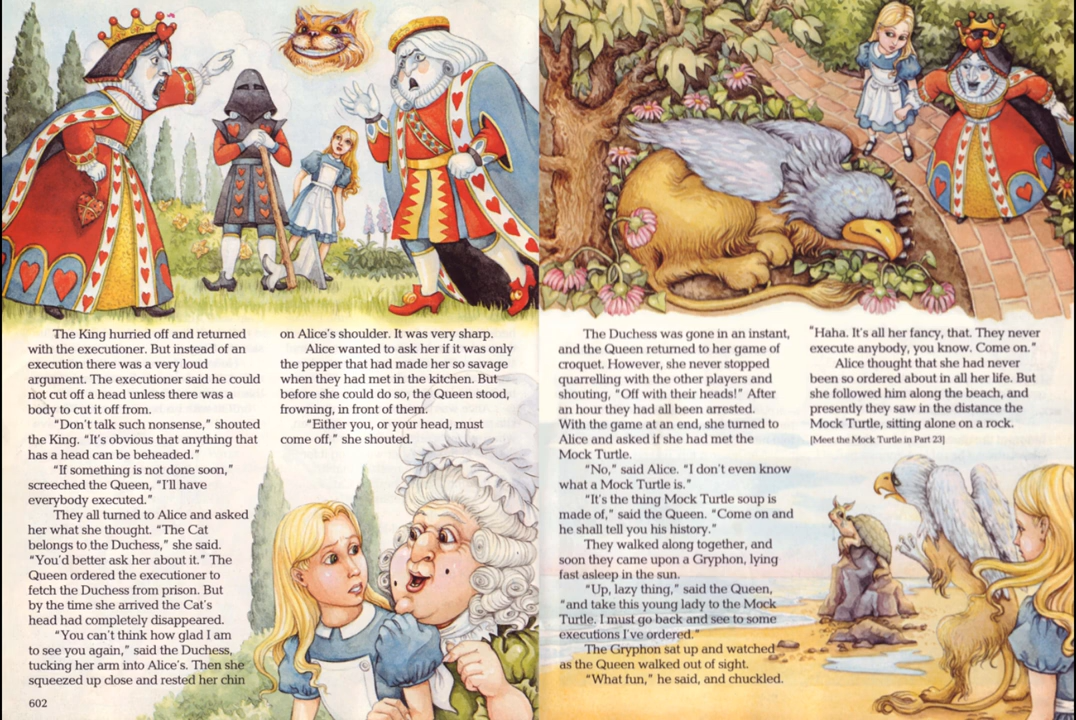 The King hurried off and returned
with the executioner. But instead of an
execution there was a very loud
argument. The executioner said he could
not cut off a head unless there was a
body to cut it off from.
"Don't talk such nonsense," shouted
the King. "It's obvious that anything that
has a head can be beheaded."
"If something is not done soon,"
screeched the Queen, "I'll have
everybody executed."
They all turned to Alice and asked
her what she thought. "The Cat
belongs to the Duchess," she said.
"You'd better ask her about it." The
Queen ordered the executioner to
fetch the Duchess from prison. But
by the time she arrived the Cat's
head had completely disappeared.
"You can't think how glad I am
to see you again," said the Duchess,
tucking her arm into Alice's. Then she
squeezed up close and rested her chin
602
on Alice's shoulder. It was very sharp.
Alice wanted to ask her if it was only
the pepper that had made her so savage
when they had met in the kitchen. But
before she could do so, the Queen stood,
frowning, in front of them.
"Either you, or your head, must
come off," she shouted.
The Duchess was gone in an instant,
and the Queen returned to her game of
croquet. However, she never stopped
quarrelling with the other players and
shouting, "Off with their heads!" After
an hour they had all been arrested.
With the game at an end, she turned to
Alice and asked if she had met the
Mock Turtle.
"No," said Alice. "I don't even know
what a Mock Turtle is."
"It's the thing Mock Turtle soup is
made of," said the Queen. "Come on and
he shall tell you his history."
They walked along together, and
soon they came upon a Gryphon, lying
fast asleep in the sun.
"Up, lazy thing," said the Queen,
"and take this young lady to the Mock
Turtle. I must go back and see to some
executions I've ordered."
The Gryphon sat up and watched
as the Queen walked out of sight.
"What fun," he said, and chuckled.
"Haha. It's all her fancy, that. They never
execute anybody, you know. Come on."
Alice thought that she had never
been so ordered about in all her life. But
she followed him along the beach, and
presently they saw in the distance the
Mock Turtle, sitting alone on a rock.
[Meet the Mock Turtle in Part 23]